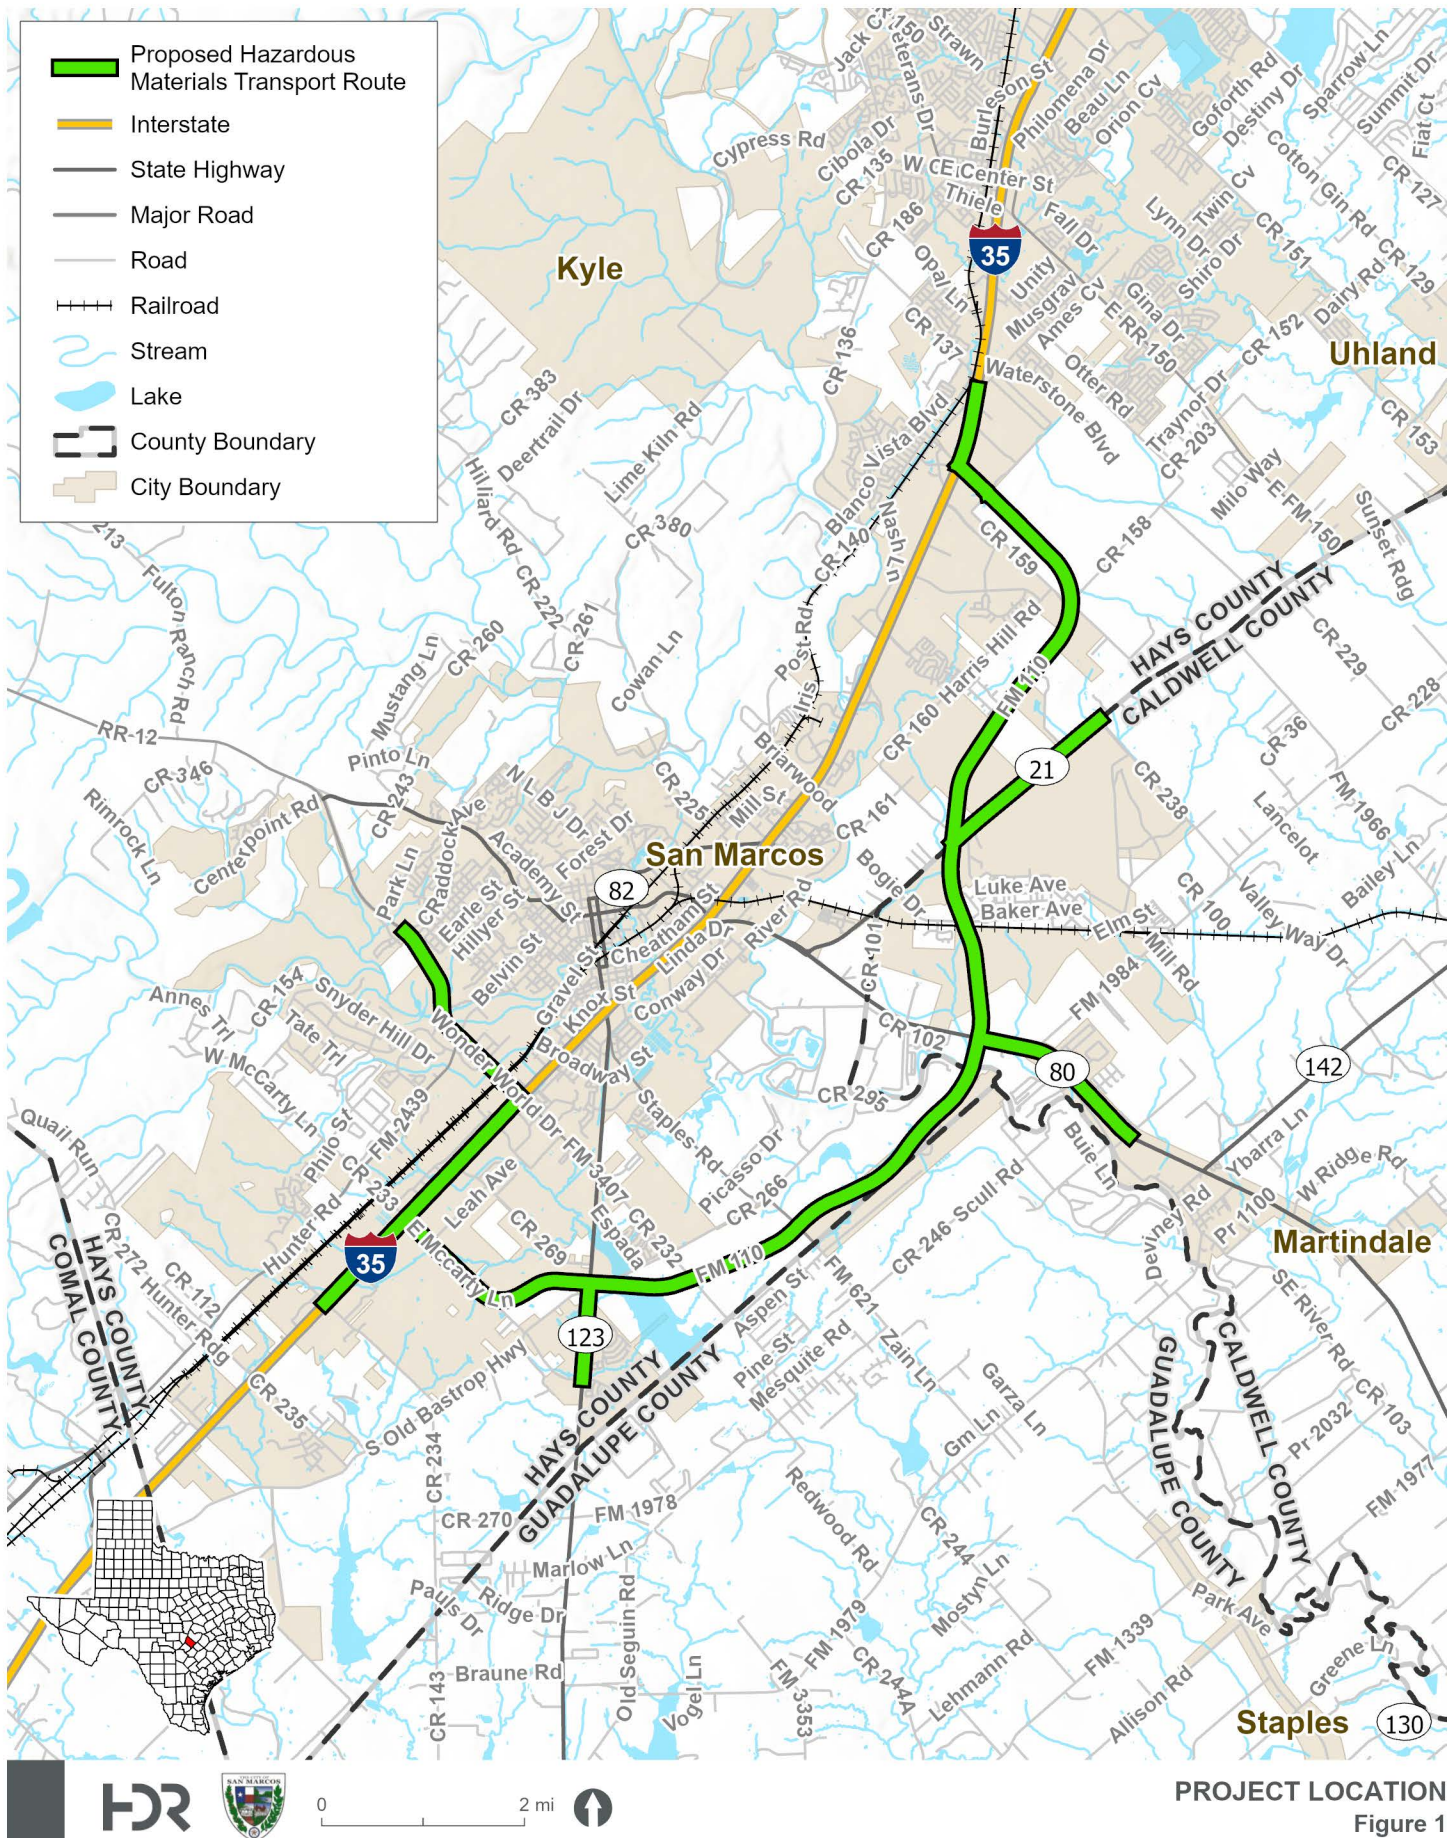 Proposed Hazardous
Materials Transport Route
Interstate
State Highway
Major Road
Road
Railroad
Stream
Lake
County Boundary
City Boundary
Jack C
R 150
Strawn
Veterans Dr
Burleson St
Philomena Dr
Beau Ln
Orion Cv
Goforth Rd
Destiny Dr
Sparrow Ln
Summit Dr
Fiat Ct
Cypress Rd
Cibola Dr
CR 135
W C
E Center St
Thiele
Fall Dr
Lynn Dr
Twin Cv
Shiro Dr
Cotton Gin Rd
CR 127
CR 151
CR 129
CR 186
35
Opal Ln
Unity
Musgrav
Ames Cv
Gina Dr
E RR 150
Dairy Rd
CR 152
Kyle
Uhland
CR 136
CR 137
Waterstone Blvd
Otter Rd
Traynor Dr
CR 203
CR 153
CR 383
Deertrail Dr
Lime Kiln Rd
Blanco Vista Blvd
Milo Way
E FM 150
Sunset Rdg
Hilliard Rd
CR 380
Nash Ln
CR 140
CR 159
CR 158
213
Fulton Ranch Rd
CR 222
CR 261
CR 260
Mustang Ln
Cowan Ln
Post Rd
Iris
Harris Hill Rd
CR 160
FM 110
HAYS COUNTY
CALDWELL COUNTY
CR 229
CR 228
RR-12
CR 346
Pinto Ln
CR 243
Centerpoint Rd
Rimrock Ln
Park Ln
Craddock Ave
N L B J Dr
Forest Dr
Academy St
CR 225
Mill St
Briarwood
CR 161
21
CR 238
CR 36
Lancelot
FM 1966
Bailey Ln
San Marcos
82
Earle St
Hillyer St
Belvin St
Cheatham St
Linda Dr
River Rd
Bogie Dr
Luke Ave
Baker Ave
Elm St
CR 100
Valley Way Dr
Mill Rd
FM 1984
CR 101
CR 102
Conway Dr
Knox St
Gravel St
Annes Trl
CR 154
Snyder Hill Dr
Tate Trl
W McCarty Ln
Wonder World Dr
Broadway St
Staples Rd
CR 295
80
142
Quail Run
Philo St
FM 2439
CR 233
Hunter Rd
Leah Ave
FM 3407
Picasso Dr
CR 266
Buie Ln
Ybarra Ln
W Ridge Rd
Scull Rd
CR 246
Dewviney Rd
Pr 1100
Martindale
HAYS COUNTY
COMAL COUNTY
CR 272
CR 112
Hunter Rdg
35
E McCarty Ln
CR 269
Espada
CR 232
FM 110
FM 621
SE River Rd
123
Aspen St
Pine St
Mesquite Rd
Zain Ln
Garza Ln
Gm Ln
CALDWELL COUNTY
GUADALUPE COUNTY
CR 103
Pr 2032
FM 1977
CR 235
S Old Bastrop Hwy
CR 234
HAYS COUNTY
GUADALUPE COUNTY
CR 270
FM 1978
Redwood Rd
CR 244
Marlow Ln
Pauls Dr
Ridge Dr
Mostyn Ln
Park Ave
FM 1979
FM 1339
Greene Ln
Braune Rd
CR 143
Old Seguin Rd
Vogel Ln
FM 3353
CR 244A
Lehmann Rd
Allison Rd
Staples
130
HDR
SAN MARCOS
0
2 mi
PROJECT LOCATION
Figure 1